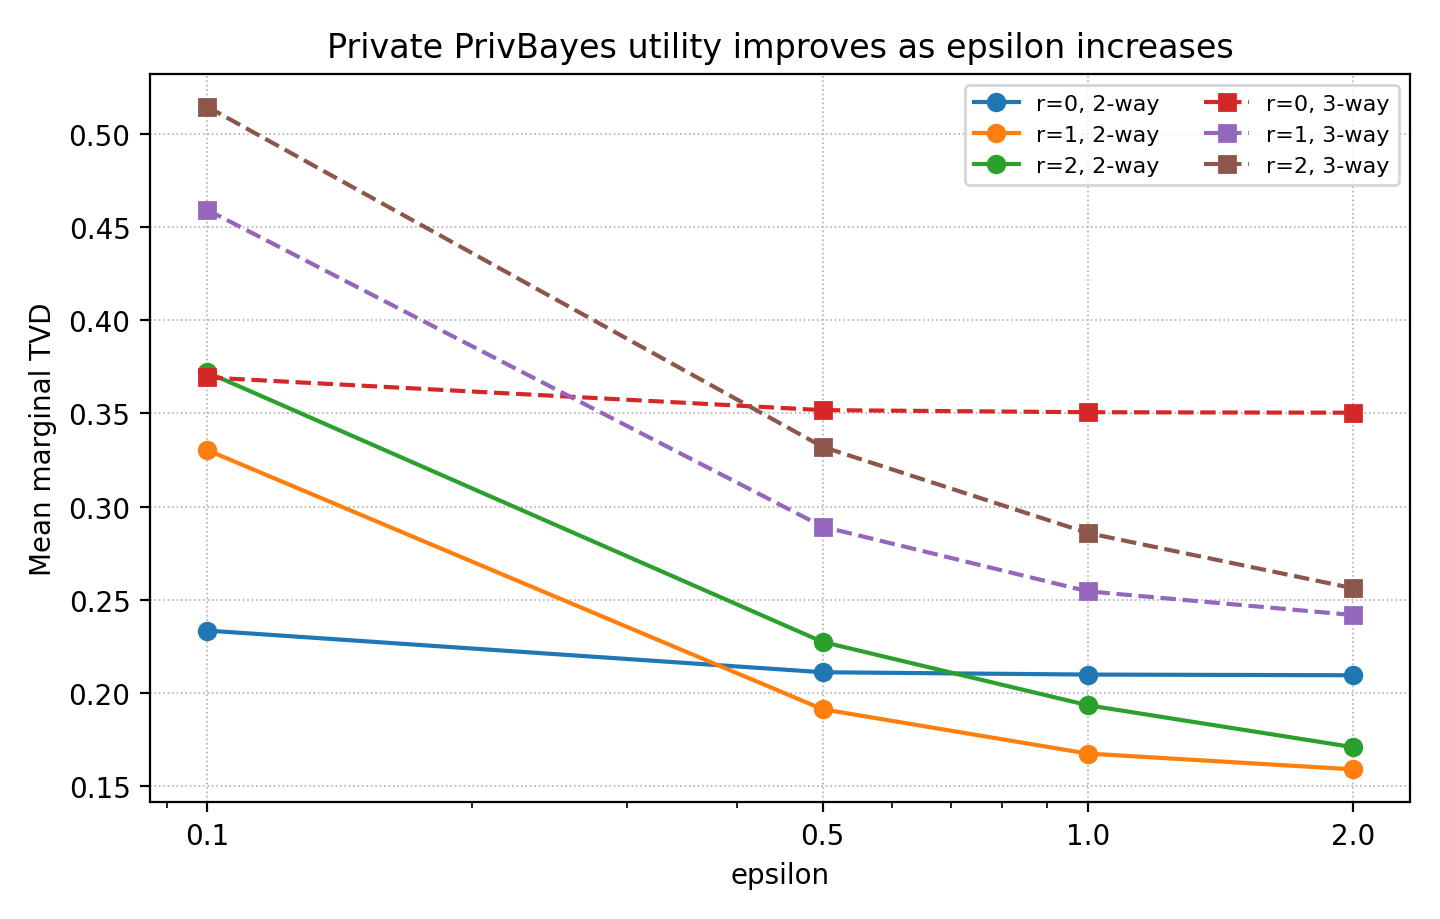 Private PrivBayes utility improves as epsilon increases
r=0, 2-way
r=1, 2-way
r=2, 2-way
r=0, 3-way
r=1, 3-way
r=2, 3-way
Mean marginal TVD
0.50
0.45
0.40
0.35
0.30
0.25
0.20
0.15
0.1
0.5
1.0
2.0
epsilon